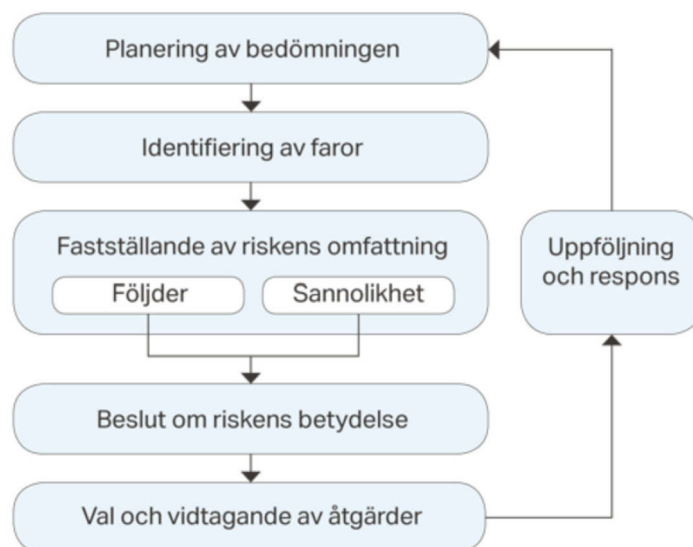 Planering av bedömningen
Identifiering av faror
Fastställande av riskens omfattning
Följder
Sannolikhet
Beslut om riskens betydelse
Val och vidtagande av åtgärder
Uppföljning
och respons